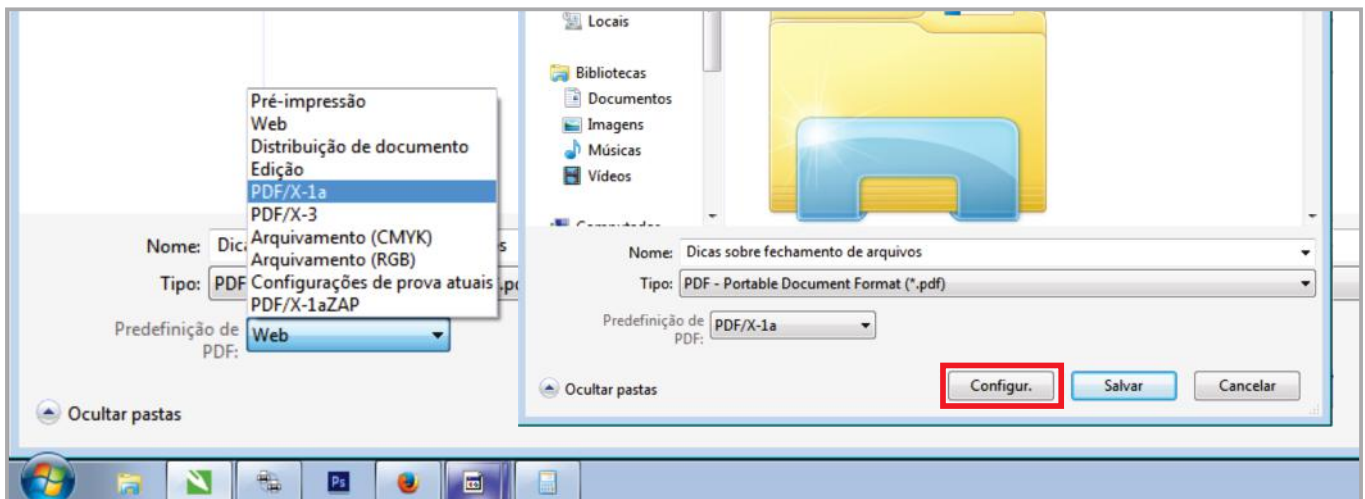 Pré-impressão
Web
Distribuição de documento
Edição
PDF/X-1a
PDF/X-3
Arquivamento (CMYK)
Arquivamento (RGB)
Configurações de prova atuais
PDF/X-1aZAP
Nome: Dic
Tipo: PDF
Predefinição de PDF: Web
Ocultar pastas
Locais
Bibliotecas
Documentos
Imagens
Músicas
Vídeos
Nome: Dicas sobre fechamento de arquivos
Tipo: PDF - Portable Document Format (*.pdf)
Predefinição de PDF: PDF/X-1a
Ocultar pastas
Configur. Salvar Cancelar
Ps